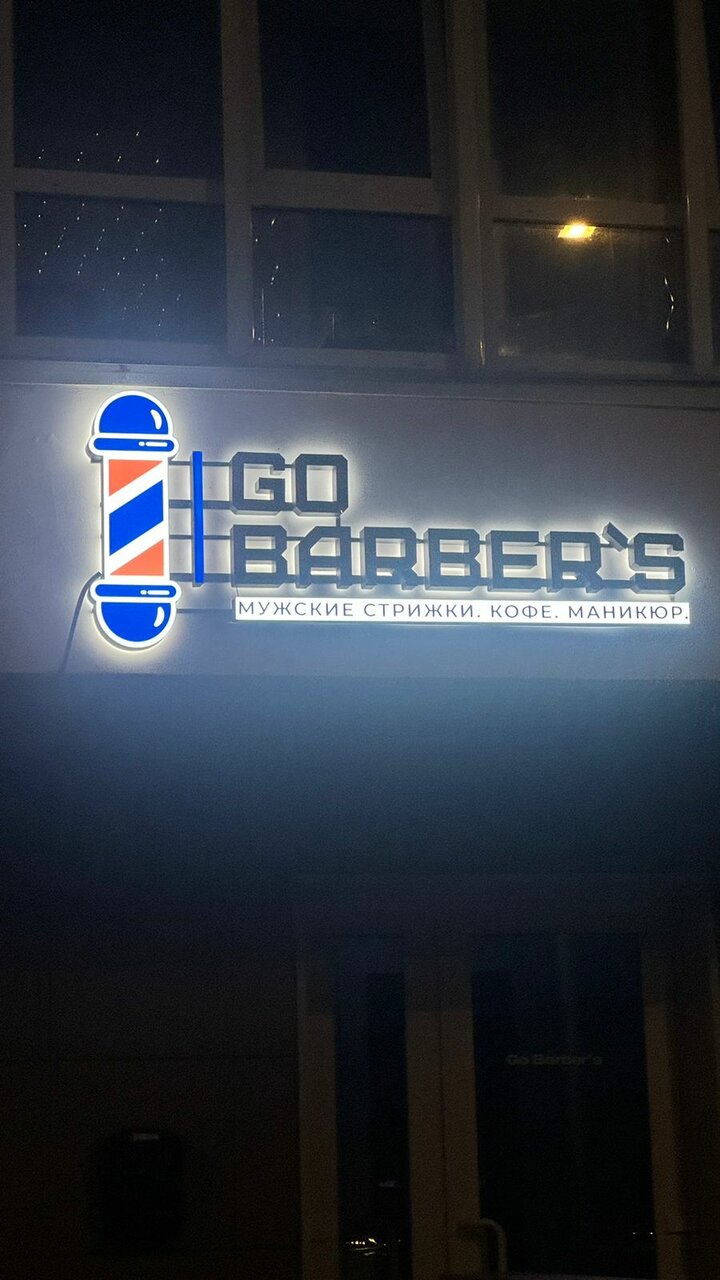 GO
BARBER`S
МУЖСКИЕ СТРИЖКИ. КОФЕ. МАНИКЮР.
Go Barber's